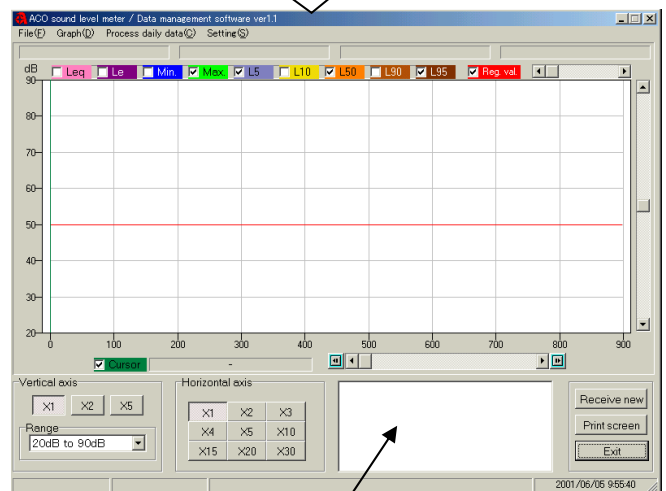 ACO sound level meter / Data management software ver1.1
File(F) Graph(D) Process daily data(C) Setting(S)
dB Leq Le Min. Max. L5 L10 L50 L90 L95 Reg. val.
90
80
70
60
50
40
30
20
0 100 200 300 400 500 600 700 800 900
Cursor -
Vertical axis Horizontal axis
X1 X2 X5 X1 X2 X3 Receive new
Range X4 X5 X10 Print screen
20dB to 90dB X15 X20 X30 Exit
2001/06/05 9:55:40